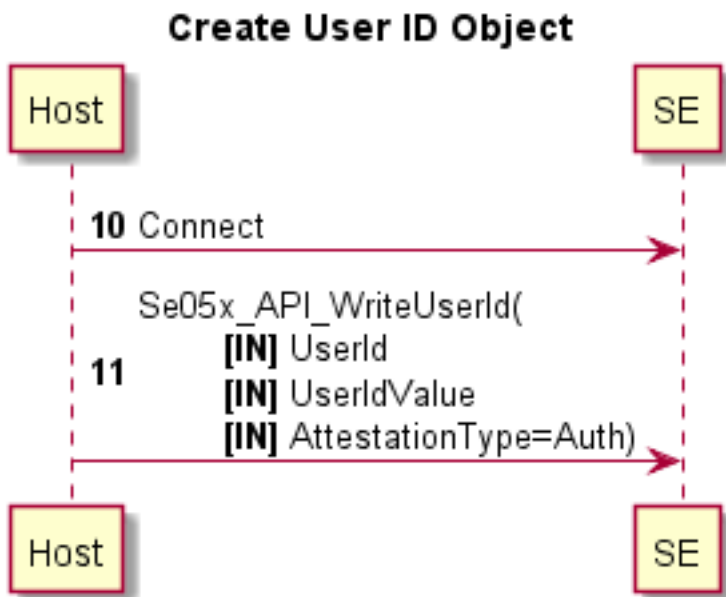 Create User ID Object
Host SE
10 Connect
Se05x_API_WriteUserId(
[IN] UserId
11
[IN] UserIdValue
[IN] AttestationType=Auth)
Host SE